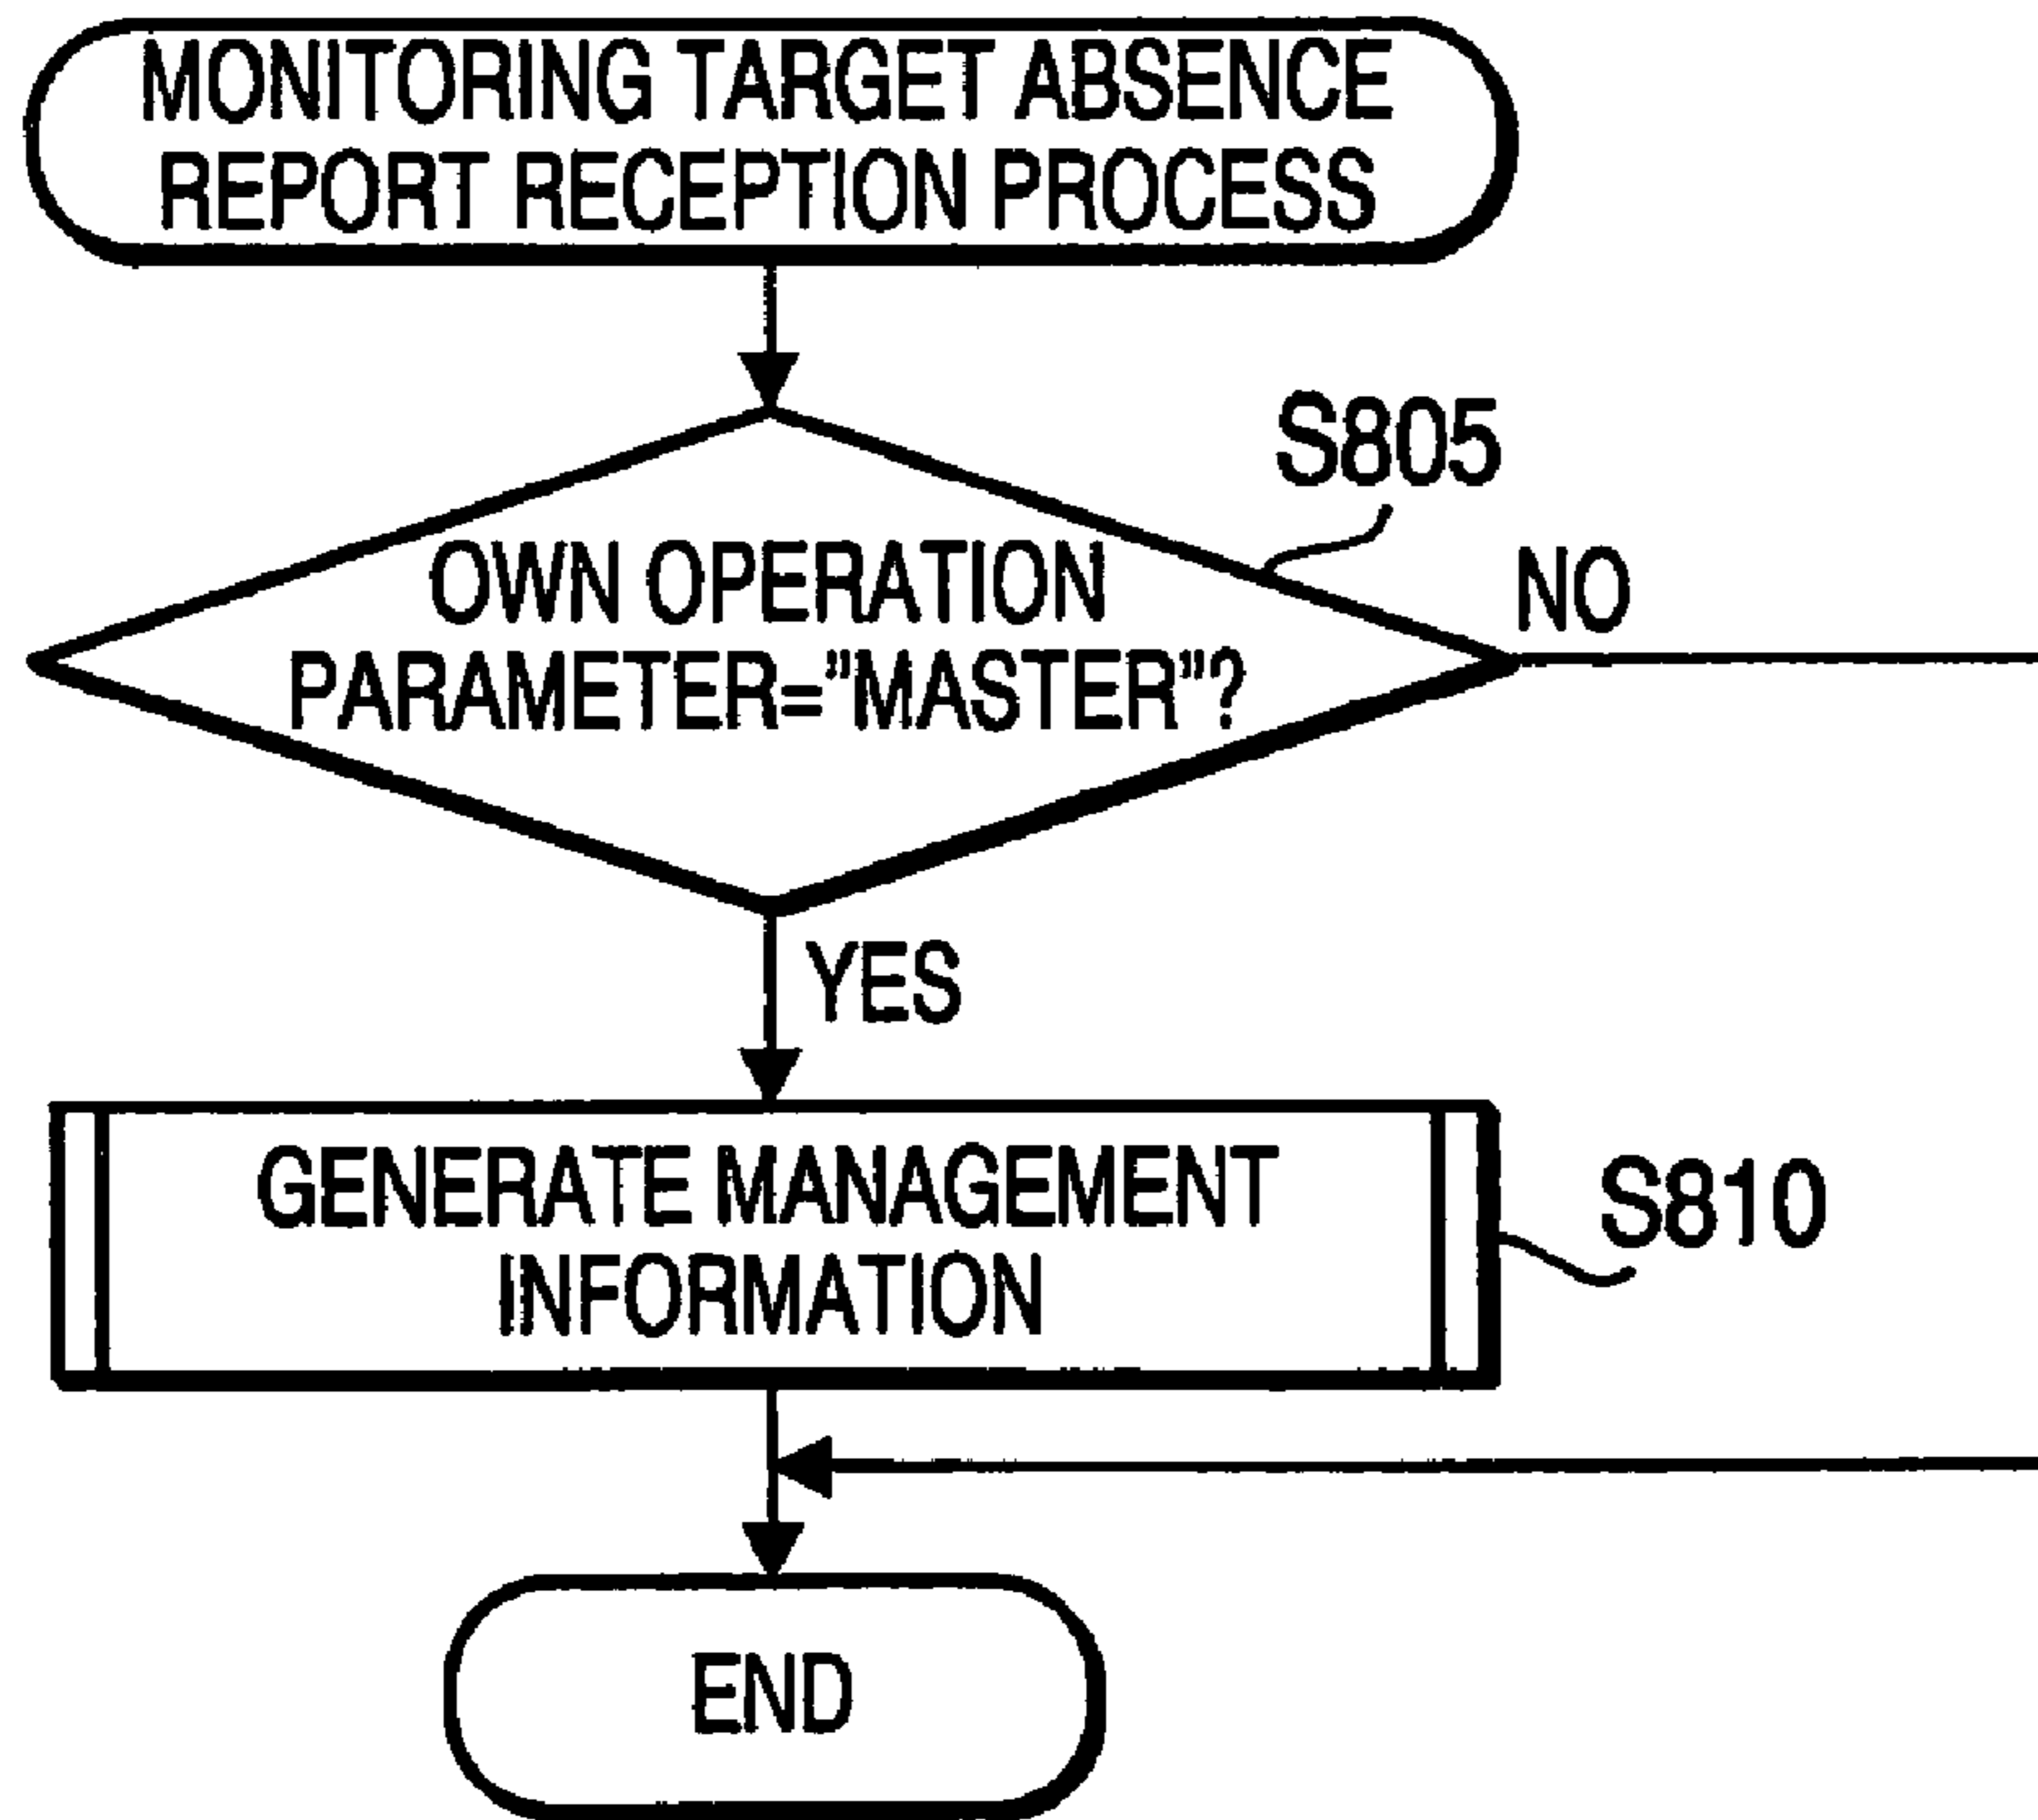 MONITORING TARGET ABSENCE
REPORT RECEPTION PROCESS
S805
OWN OPERATION
PARAMETER="MASTER"?
NO
YES
GENERATE MANAGEMENT
INFORMATION
S810
END